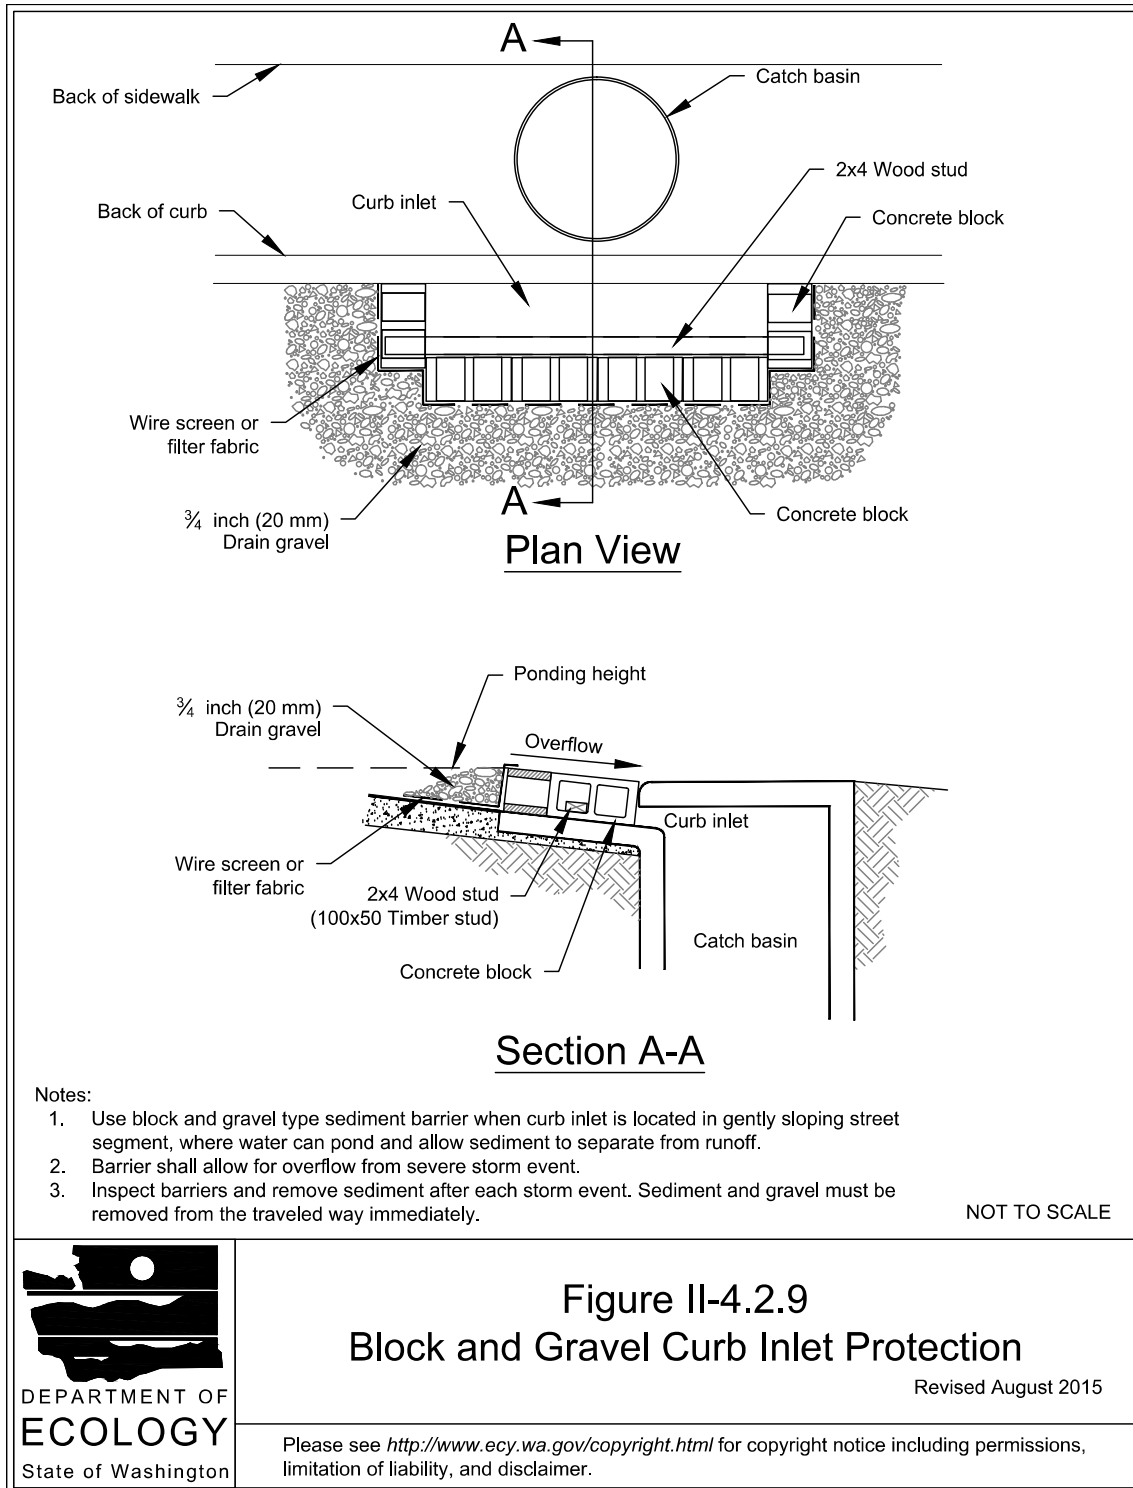 A
Back of sidewalk
Catch basin
2x4 Wood stud
Back of curb
Curb inlet
Concrete block
Wire screen or
filter fabric
¾ inch (20 mm)
Drain gravel
A
Concrete block
Plan View
Ponding height
¾ inch (20 mm)
Drain gravel
Overflow
Curb inlet
Wire screen or
filter fabric
2x4 Wood stud
(100x50 Timber stud)
Catch basin
Concrete block
Section A-A
Notes:
1. Use block and gravel type sediment barrier when curb inlet is located in gently sloping street
segment, where water can pond and allow sediment to separate from runoff.
2. Barrier shall allow for overflow from severe storm event.
3. Inspect barriers and remove sediment after each storm event. Sediment and gravel must be
removed from the traveled way immediately.
NOT TO SCALE
DEPARTMENT OF
ECOLOGY
State of Washington
Figure II-4.2.9
Block and Gravel Curb Inlet Protection
Revised August 2015
Please see http://www.ecy.wa.gov/copyright.html for copyright notice including permissions,
limitation of liability, and disclaimer.